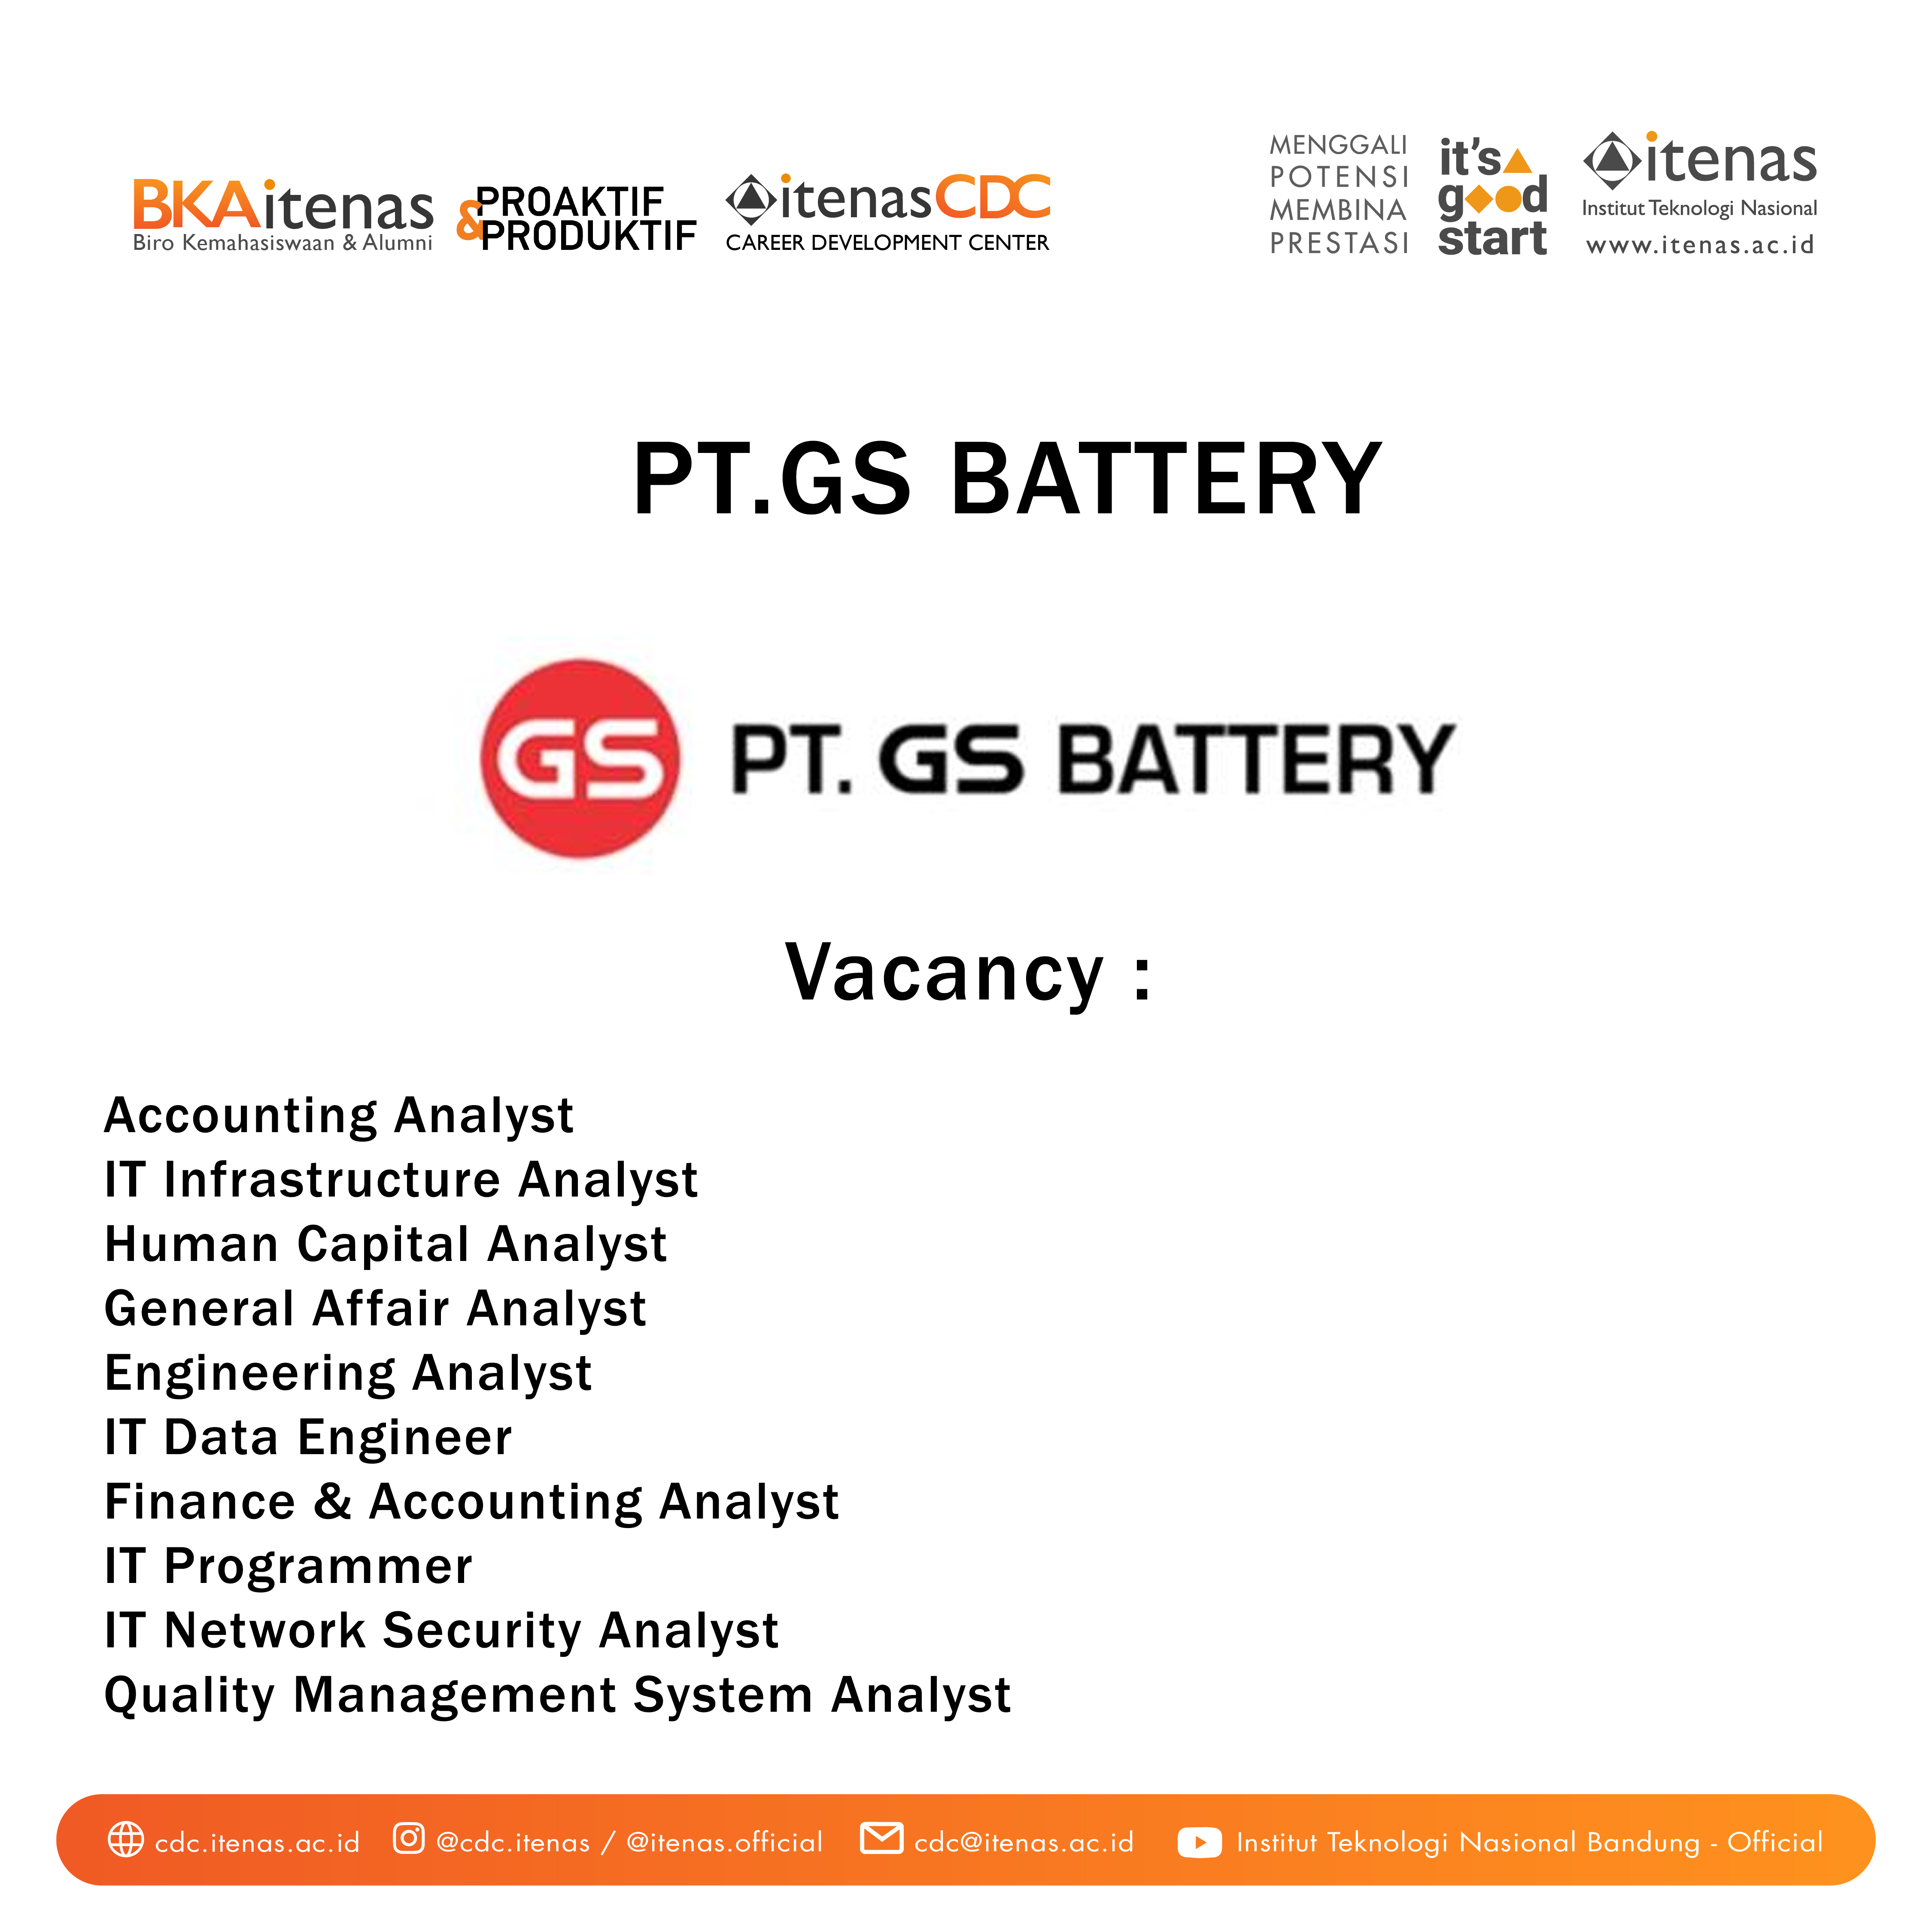 BKAitenas
Biro Kemahasiswaan & Alumni
PROAKTIF
&PRODUKTIF
itenasCDC
CAREER DEVELOPMENT CENTER
MENGGALI
POTENSI
MEMBINA
PRESTASI
it's a
good
start
itenas
Institut Teknologi Nasional
www.itenas.ac.id
PT.GS BATTERY
GS PT. GS BATTERY
Vacancy :
Accounting Analyst
IT Infrastructure Analyst
Human Capital Analyst
General Affair Analyst
Engineering Analyst
IT Data Engineer
Finance & Accounting Analyst
IT Programmer
IT Network Security Analyst
Quality Management System Analyst
cdc.itenas.ac.id @cdc.itenas / @itenas.official cdc@itenas.ac.id Institut Teknologi Nasional Bandung - Official